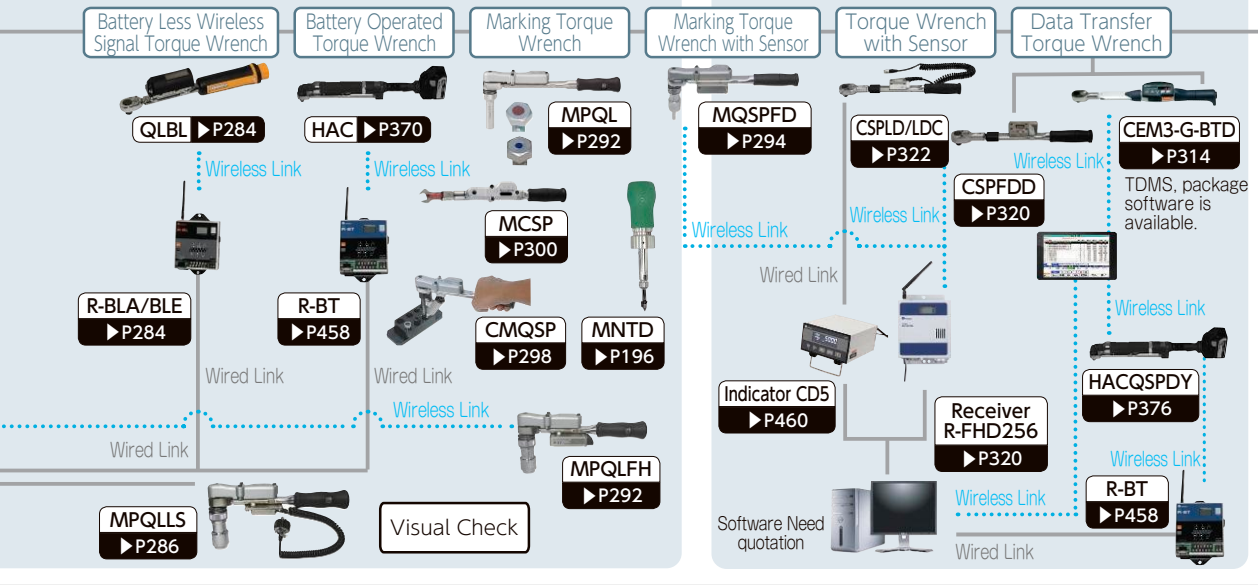 Battery Less Wireless
Signal Torque Wrench
Battery Operated
Torque Wrench
Marking Torque
Wrench
Marking Torque
Wrench with Sensor
Torque Wrench
with Sensor
Data Transfer
Torque Wrench
QLBL ▶P284
HAC ▶P370
MPQL
▶P292
MQSPFD
▶P294
CSPLD/LDC
▶P322
CEM3-G-BTD
▶P314
TDMS, package
software is
available.
Wireless Link
Wireless Link
Wireless Link
CSPFDD
▶P320
MCSP
▶P300
Wireless Link
Wireless Link
Wired Link
R-BLA/BLE
▶P284
R-BT
▶P458
CMQSP
▶P298
MNTD
▶P196
Wireless Link
Wired Link
Wired Link
Wireless Link
Indicator CD5
▶P460
Receiver
R-FHD256
▶P320
HACQSPDY
▶P376
Wired Link
MPQLFH
▶P292
Wireless Link
R-BT
▶P458
MPQLLS
▶P286
Visual Check
Software Need
quotation
Wireless Link
Wired Link